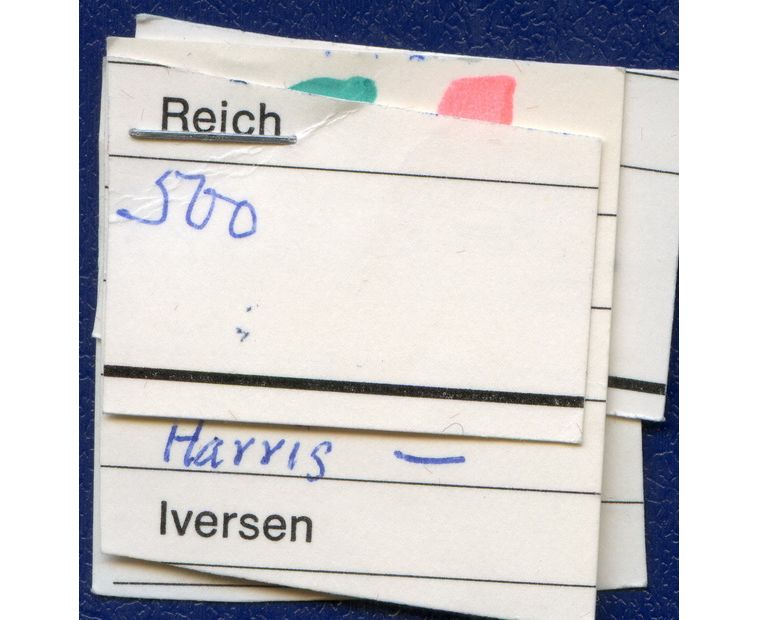 Reich
500
Harris —
Iversen